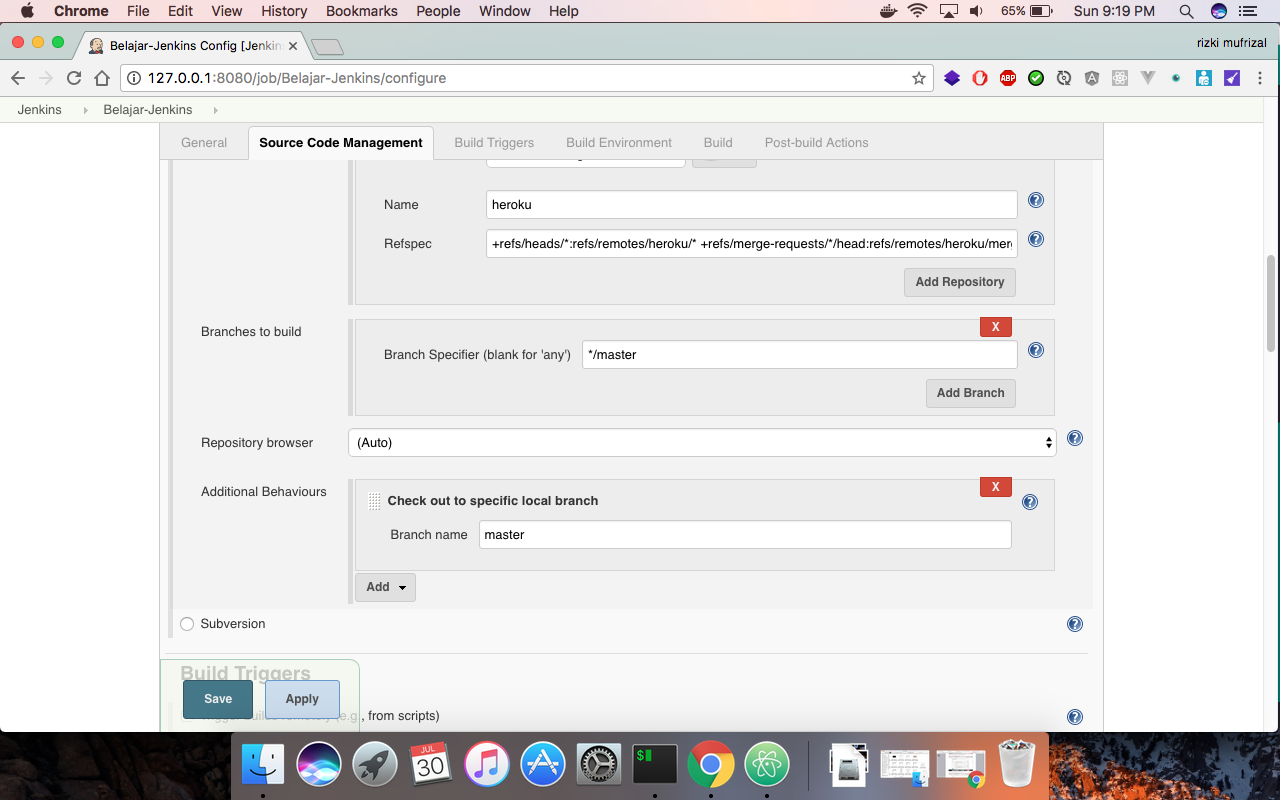 Chrome File Edit View History Bookmarks People Window Help 65% Sun 9:19 PM
Belajar-Jenkins Config [Jenkin rizki mufrizal
127.0.0.1:8080/job/Belajar-Jenkins/configure
ABP
Jenkins Belajar-Jenkins
General Source Code Management Build Triggers Build Environment Build Post-build Actions
Name heroku
Refspec +refs/heads/*:refs/remotes/heroku/* +refs/merge-requests/*/head:refs/remotes/heroku/mer
Add Repository
Branches to build X
Branch Specifier (blank for 'any') */master
Add Branch
Repository browser (Auto)
Additional Behaviours X
Check out to specific local branch
Branch name master
Add
Subversion
Build Triggers
Save Apply
(e.g., from scripts)
JUL
30
$